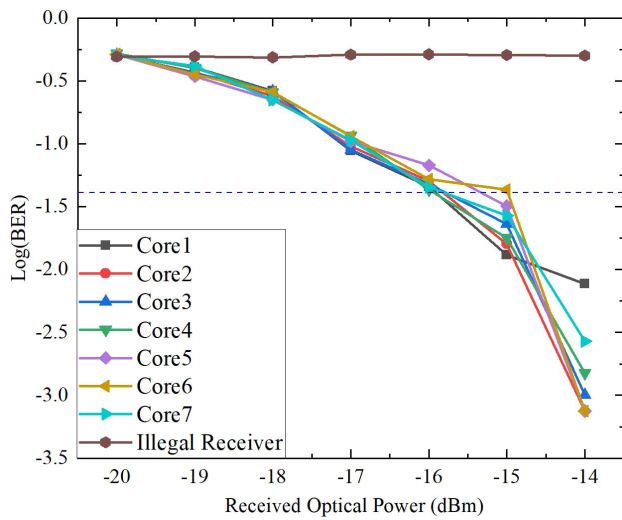 0.0
-0.5
-1.0
-1.5
-2.0
-2.5
-3.0
-3.5
Log(BER)
Core1
Core2
Core3
Core4
Core5
Core6
Core7
Illegal Receiver
-20 -19 -18 -17 -16 -15 -14
Received Optical Power (dBm)